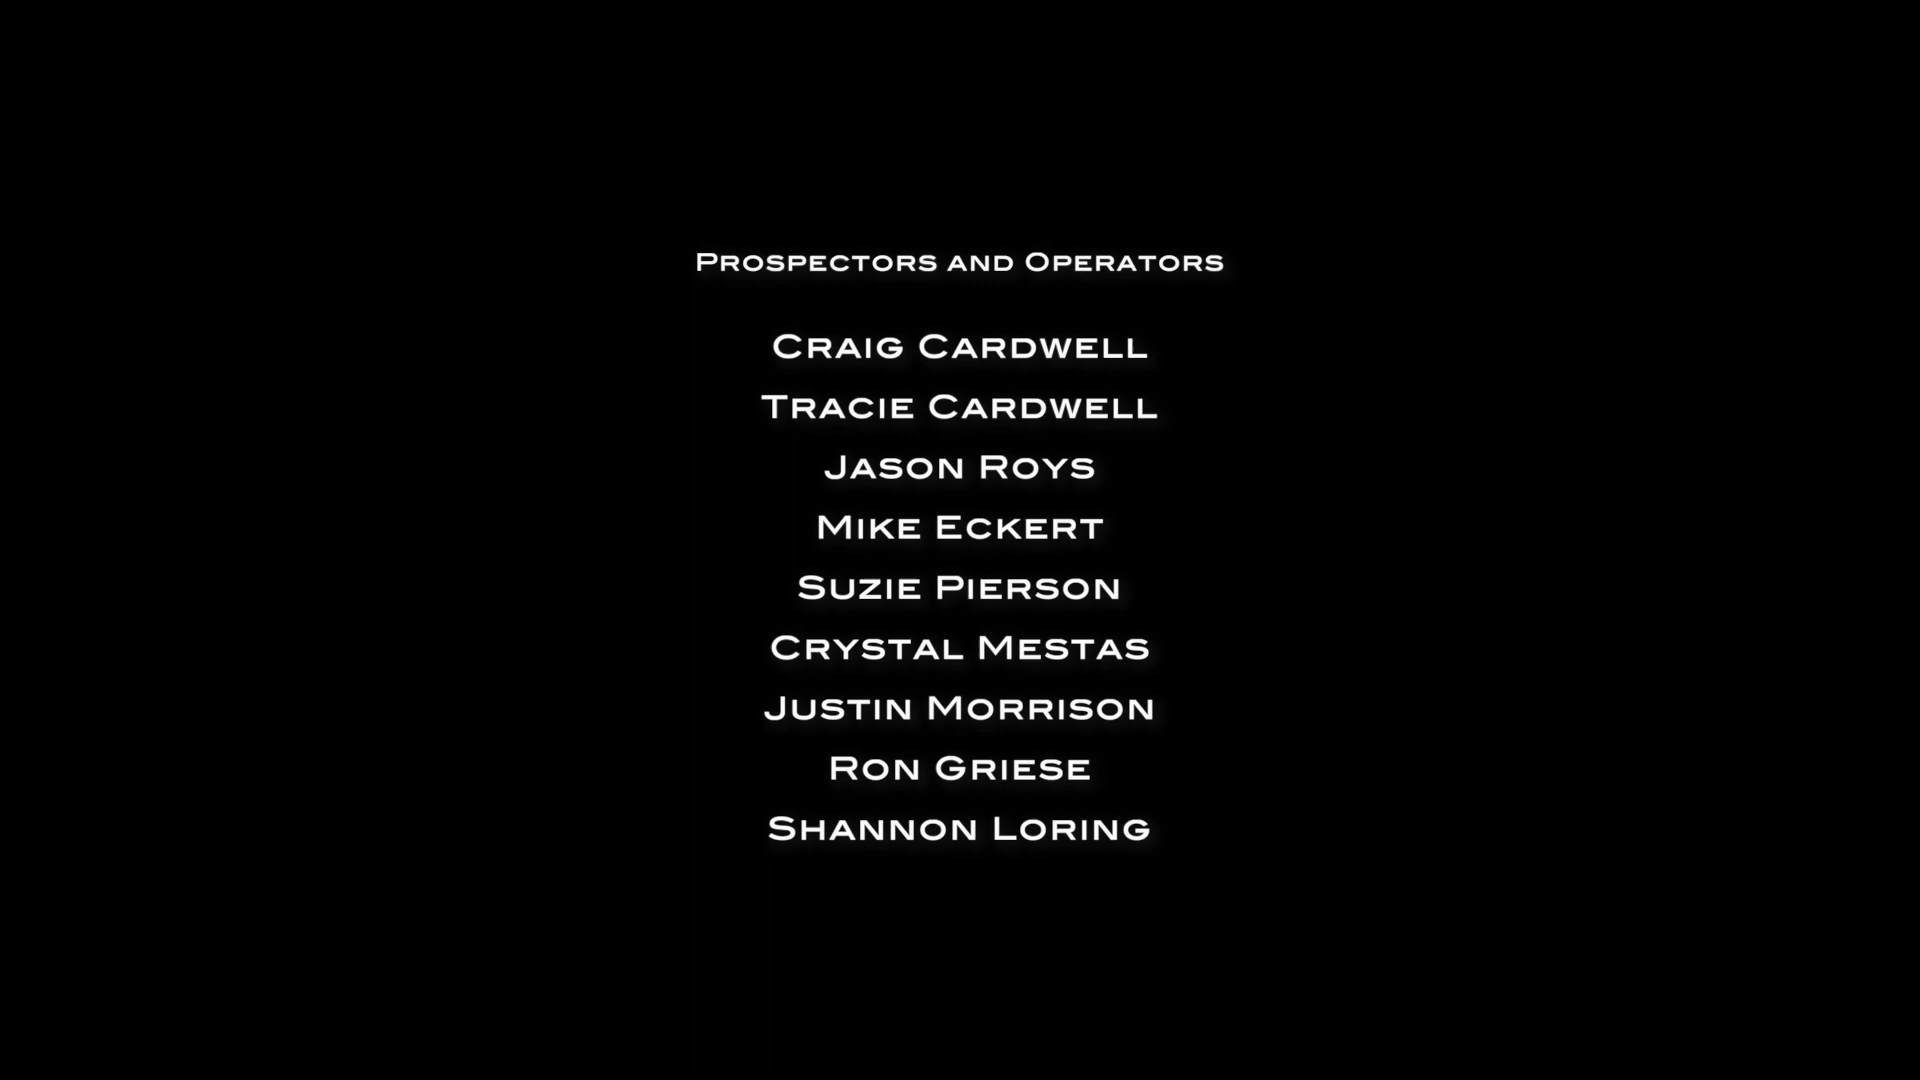 Prospectors and Operators
Craig Cardwell
Tracie Cardwell
Jason Roys
Mike Eckert
Suzie Pierson
Crystal Mestas
Justin Morrison
Ron Griese
Shannon Loring